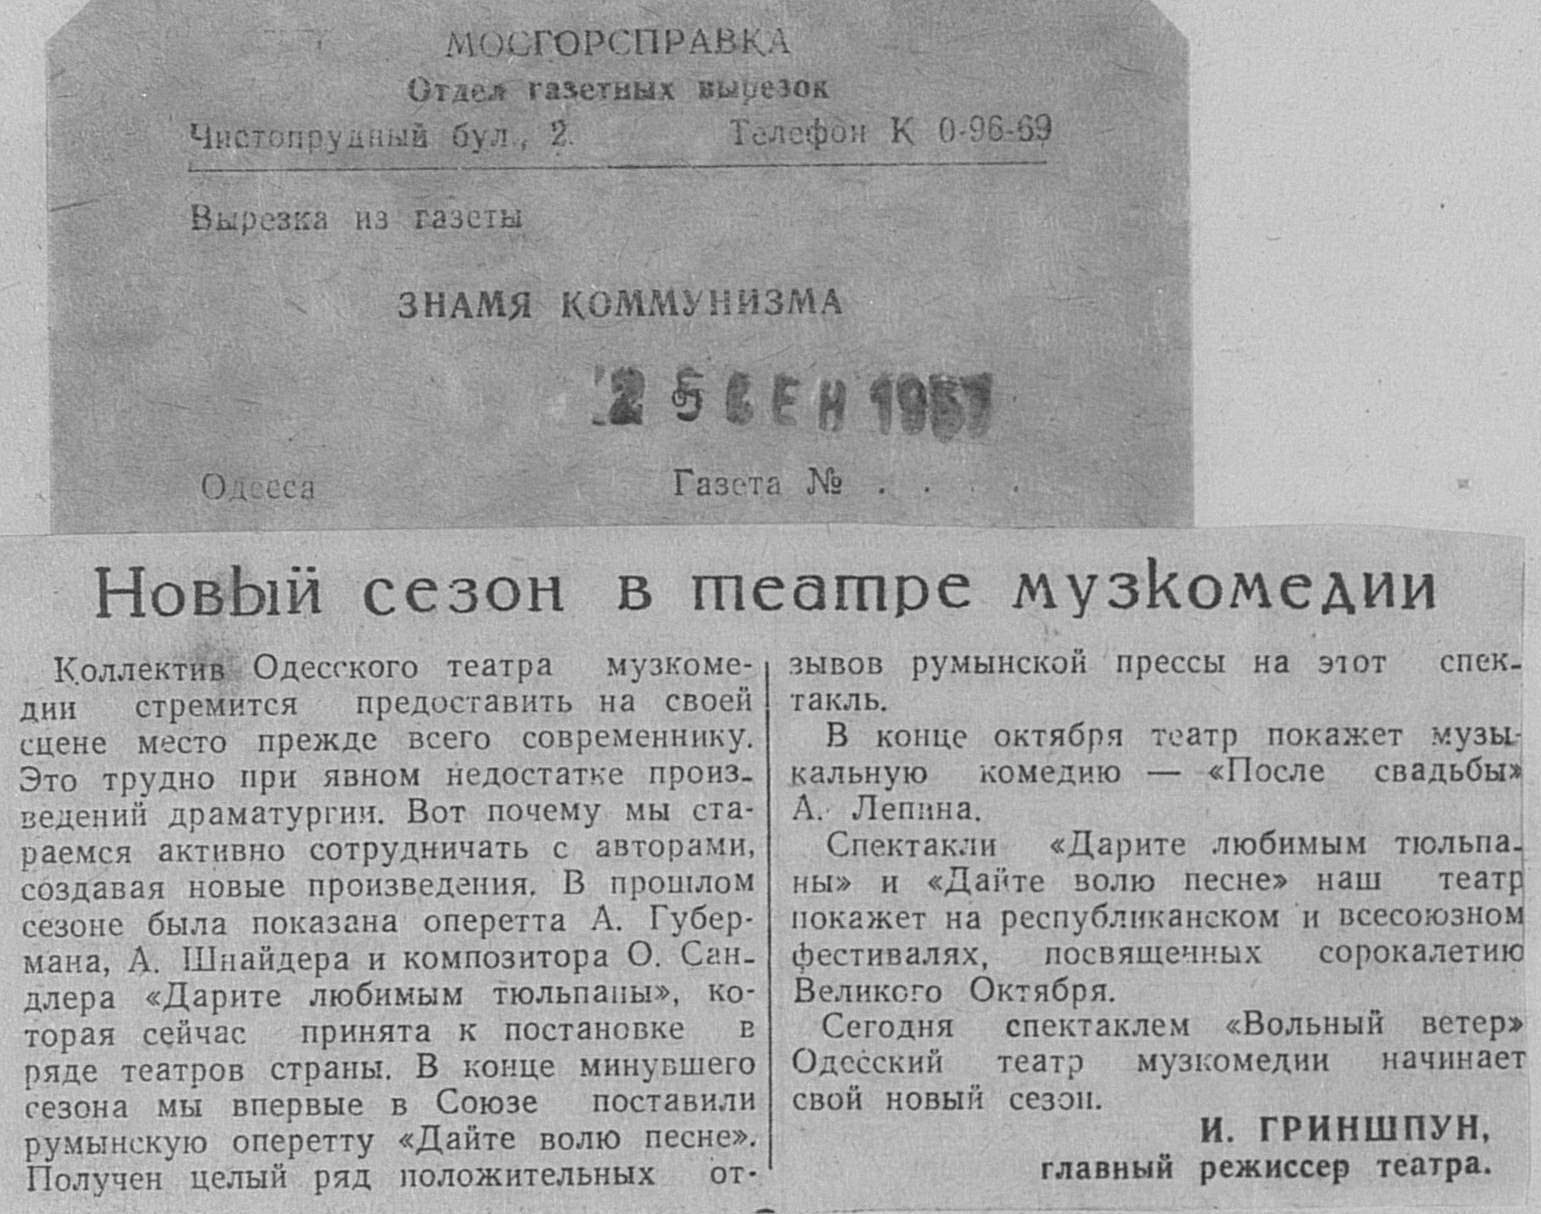 МОСГОРСПРАВКА
Отдел газетных вырезок
Чистопрудный бул., 2. Телефон К 0-96-69
Вырезка из газеты
ЗНАМЯ КОММУНИЗМА
25 СЕН 1957
Одесса Газета № . . . .
Новый сезон в театре музкомедии
Коллектив Одесского театра музкоме-
дии стремится предоставить на своей
сцене место прежде всего современнику.
Это трудно при явном недостатке произ-
ведений драматургии. Вот почему мы ста-
раемся активно сотрудничать с авторами,
создавая новые произведения. В прошлом
сезоне была показана оперетта А. Губер-
мана, А. Шнайдера и композитора О. Сан-
длера «Дарите любимым тюльпаны», ко-
торая сейчас принята к постановке в
ряде театров страны. В конце минувшего
сезона мы впервые в Союзе поставили
румынскую оперетту «Дайте волю песне».
Получен целый ряд положительных от-
зывов румынской прессы на этот спек-
такль.
В конце октября театр покажет музы-
кальную комедию — «После свадьбы»
А. Лепина.
Спектакли «Дарите любимым тюльпа-
ны» и «Дайте волю песне» наш театр
покажет на республиканском и всесоюзном
фестивалях, посвященных сорокалетию
Великого Октября.
Сегодня спектаклем «Вольный ветер»
Одесский театр музкомедии начинает
свой новый сезон.
И. ГРИНШПУН,
главный режиссер театра.